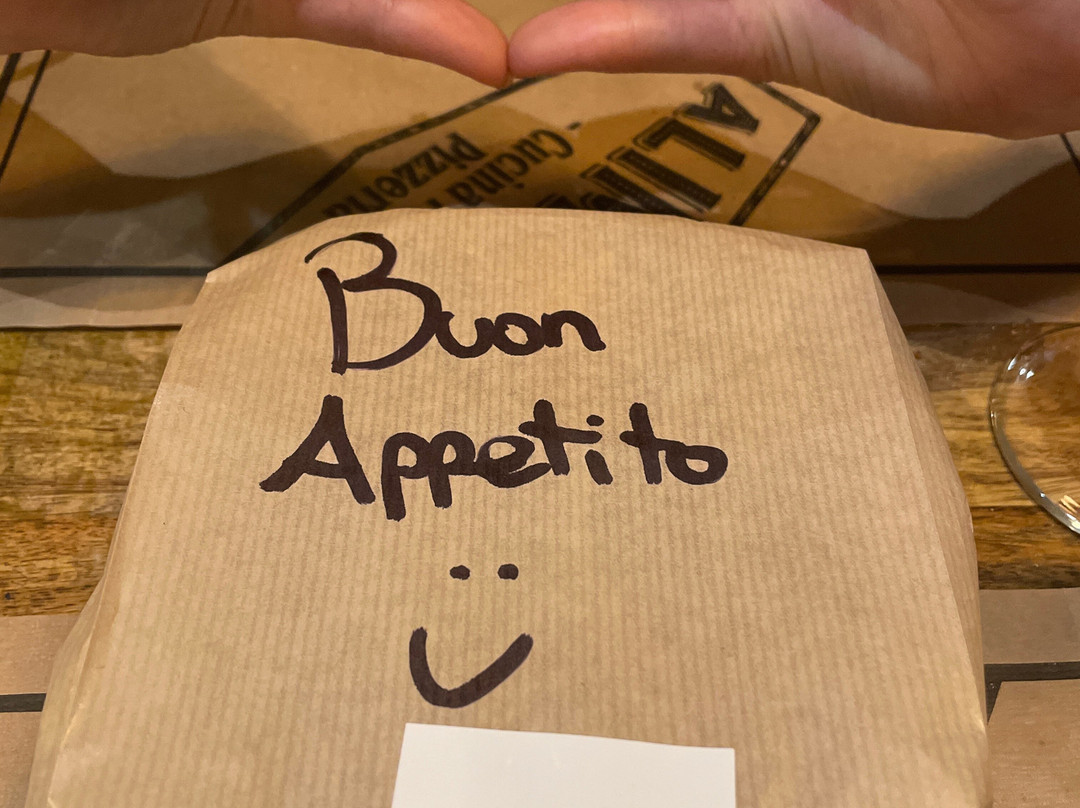 Buon
Appetito
Cucina
Pizzeria